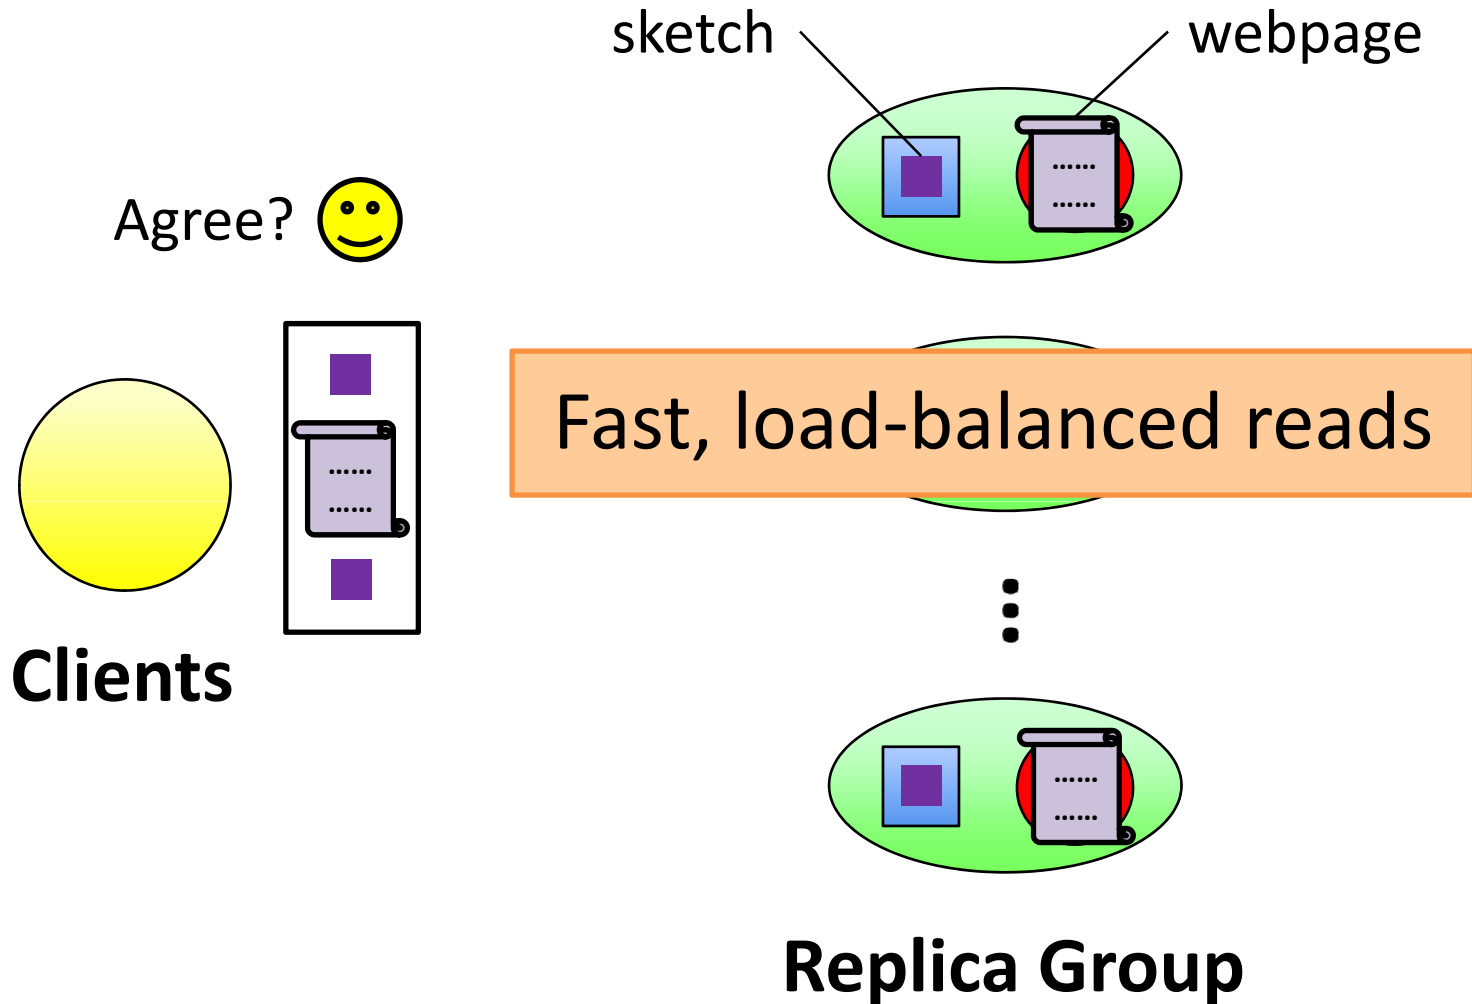 sketch
webpage
Agree?
Fast, load-balanced reads
Clients
Replica Group